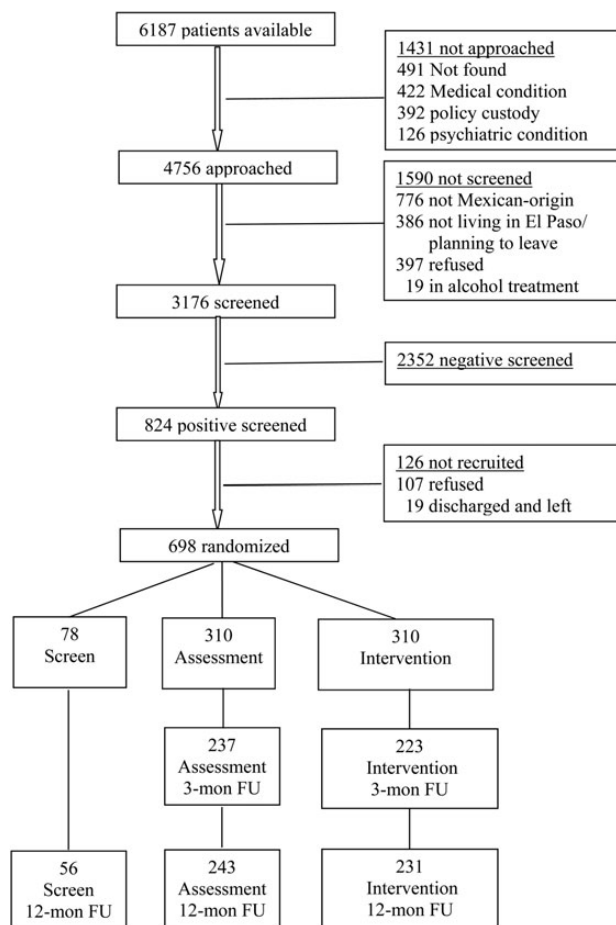 6187 patients available
1431 not approached
491 Not found
422 Medical condition
392 policy custody
126 psychiatric condition
4756 approached
1590 not screened
776 not Mexican-origin
386 not living in El Paso/
planning to leave
397 refused
19 in alcohol treatment
3176 screened
2352 negative screened
824 positive screened
126 not recruited
107 refused
19 discharged and left
698 randomized
78
Screen
310
Assessment
310
Intervention
237
Assessment
3-mon FU
223
Intervention
3-mon FU
56
Screen
12-mon FU
243
Assessment
12-mon FU
231
Intervention
12-mon FU